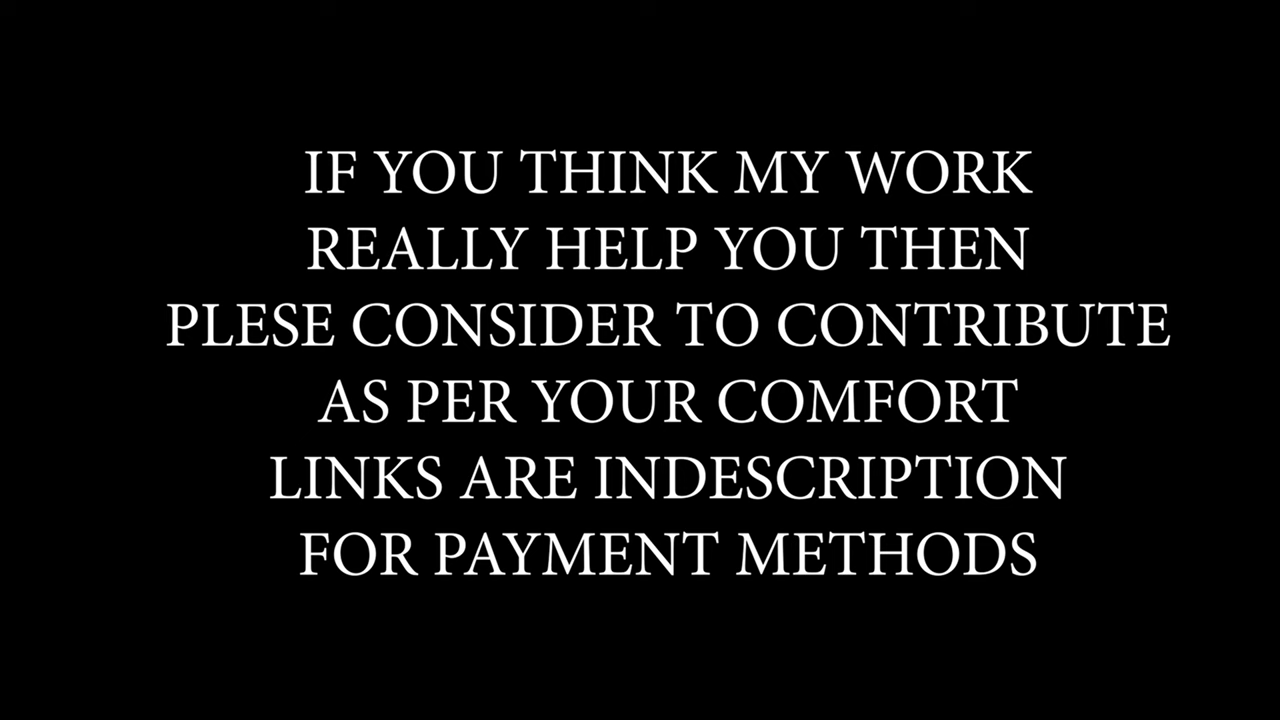 IF YOU THINK MY WORK
REALLY HELP YOU THEN
PLESE CONSIDER TO CONTRIBUTE
AS PER YOUR COMFORT
LINKS ARE INDESCRIPTION
FOR PAYMENT METHODS